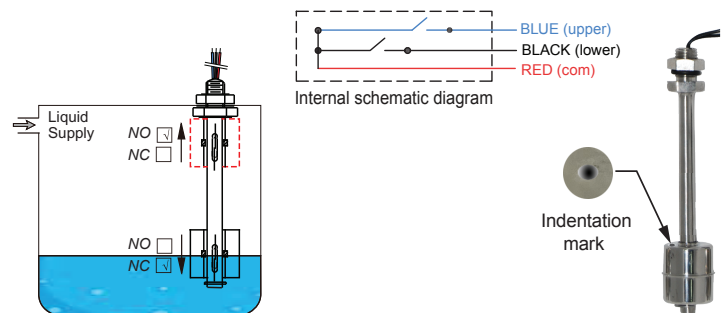 BLUE (upper)
BLACK (lower)
RED (com)
Internal schematic diagram
Liquid
Supply
NO √
NC
NO
NC √
Indentation
mark